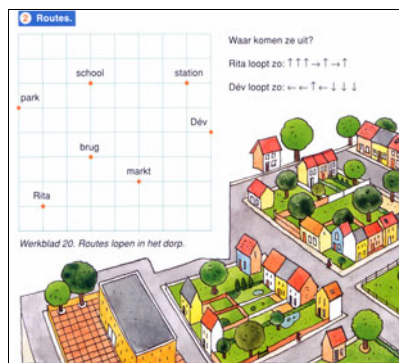 2 Routes.
Waar komen ze uit?
Rita loopt zo: ↑↑↑→↑→↑
Dév loopt zo: ←←↑←↓↓↓
school
station
park
Dév
brug
markt
Rita
Werkblad 20. Routes lopen in het dorp.